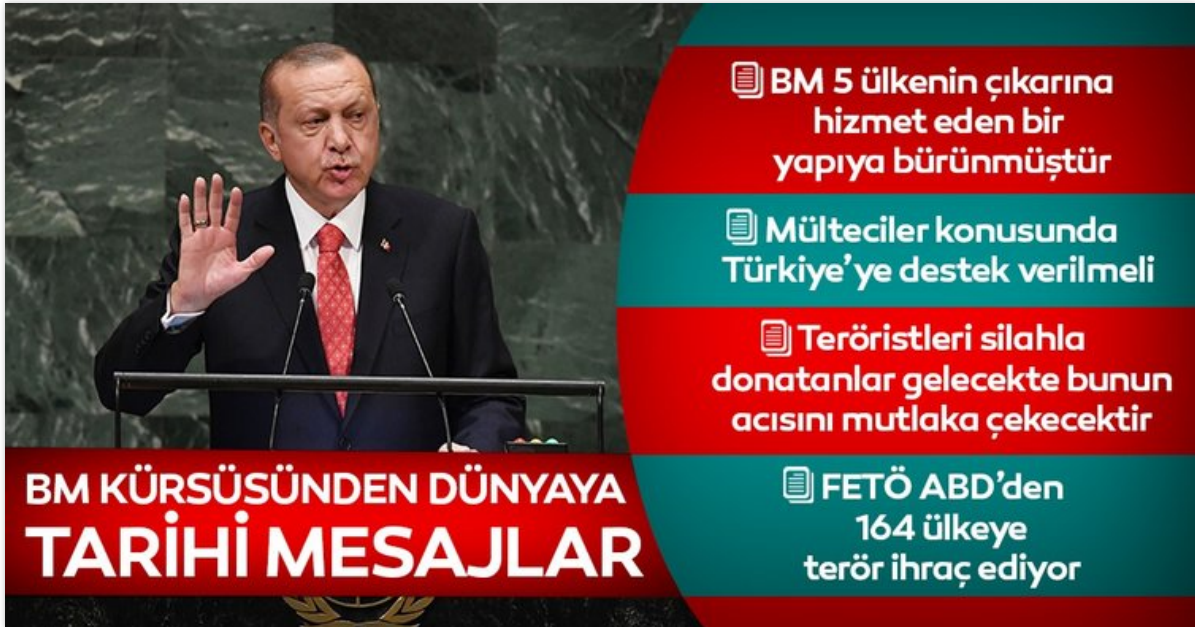 BM KÜRSÜSÜNDEN DÜNYAYA
TARİHİ MESAJLAR
BM 5 ülkenin çıkarına
hizmet eden bir
yapıya bürünmüştür
Mülteciler konusunda
Türkiye'ye destek verilmeli
Teröristleri silahla
donatanlar gelecekte bunun
acısını mutlaka çekecektir
FETÖ ABD'den
164 ülkeye
terör ihraç ediyor